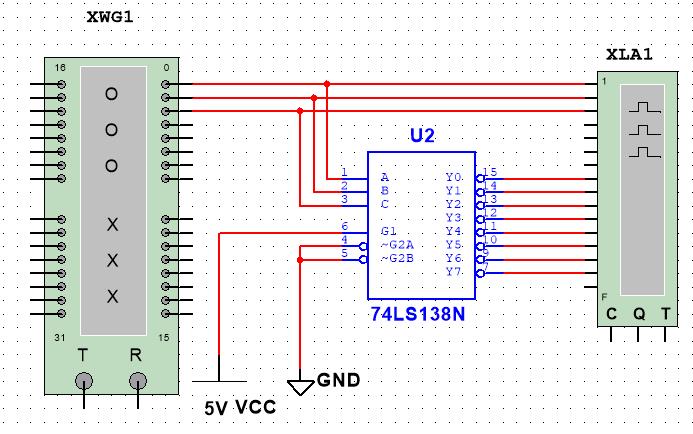 XWG1
XLA1
16 0
O
O
O
X
X
X
31 15
T R
1
F
C Q T
U2
1 A Y0 15
2 B Y1 14
3 C Y2 13
Y3 12
6 G1 Y4 11
4 ~G2A Y5 10
5 ~G2B Y6 9
Y7 7
74LS138N
5V VCC
GND